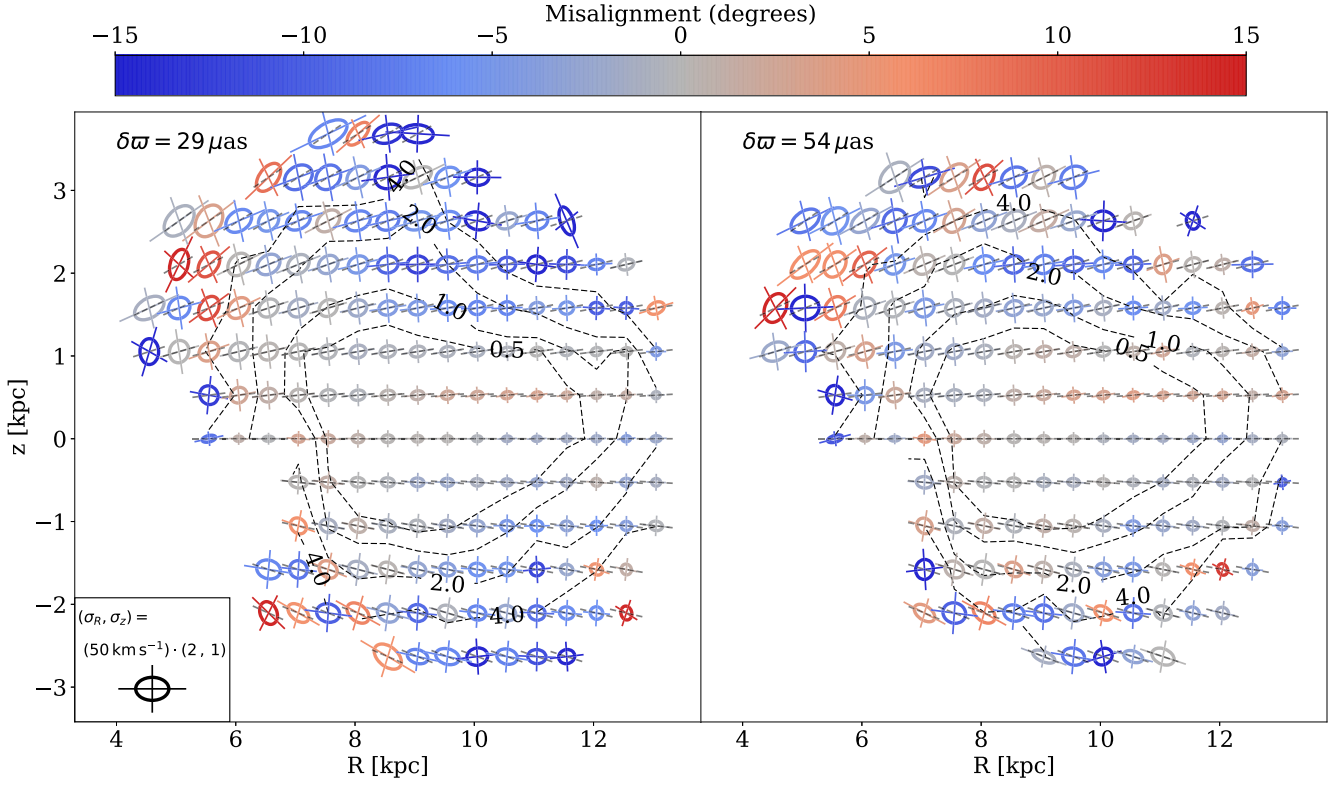 Misalignment (degrees)
−15 −10 −5 0 5 10 15
δϖ = 29 μas
δϖ = 54 μas
4.0
2.0
1.0
0.5
4.0
2.0
4.0
4.0
2.0
1.0
0.5
2.0
4.0
z [kpc]
3
2
1
0
−1
−2
−3
(σR, σz) =
(50 km s⁻¹) · (2 , 1)
4 6 8 10 12
4 6 8 10 12
R [kpc]
R [kpc]